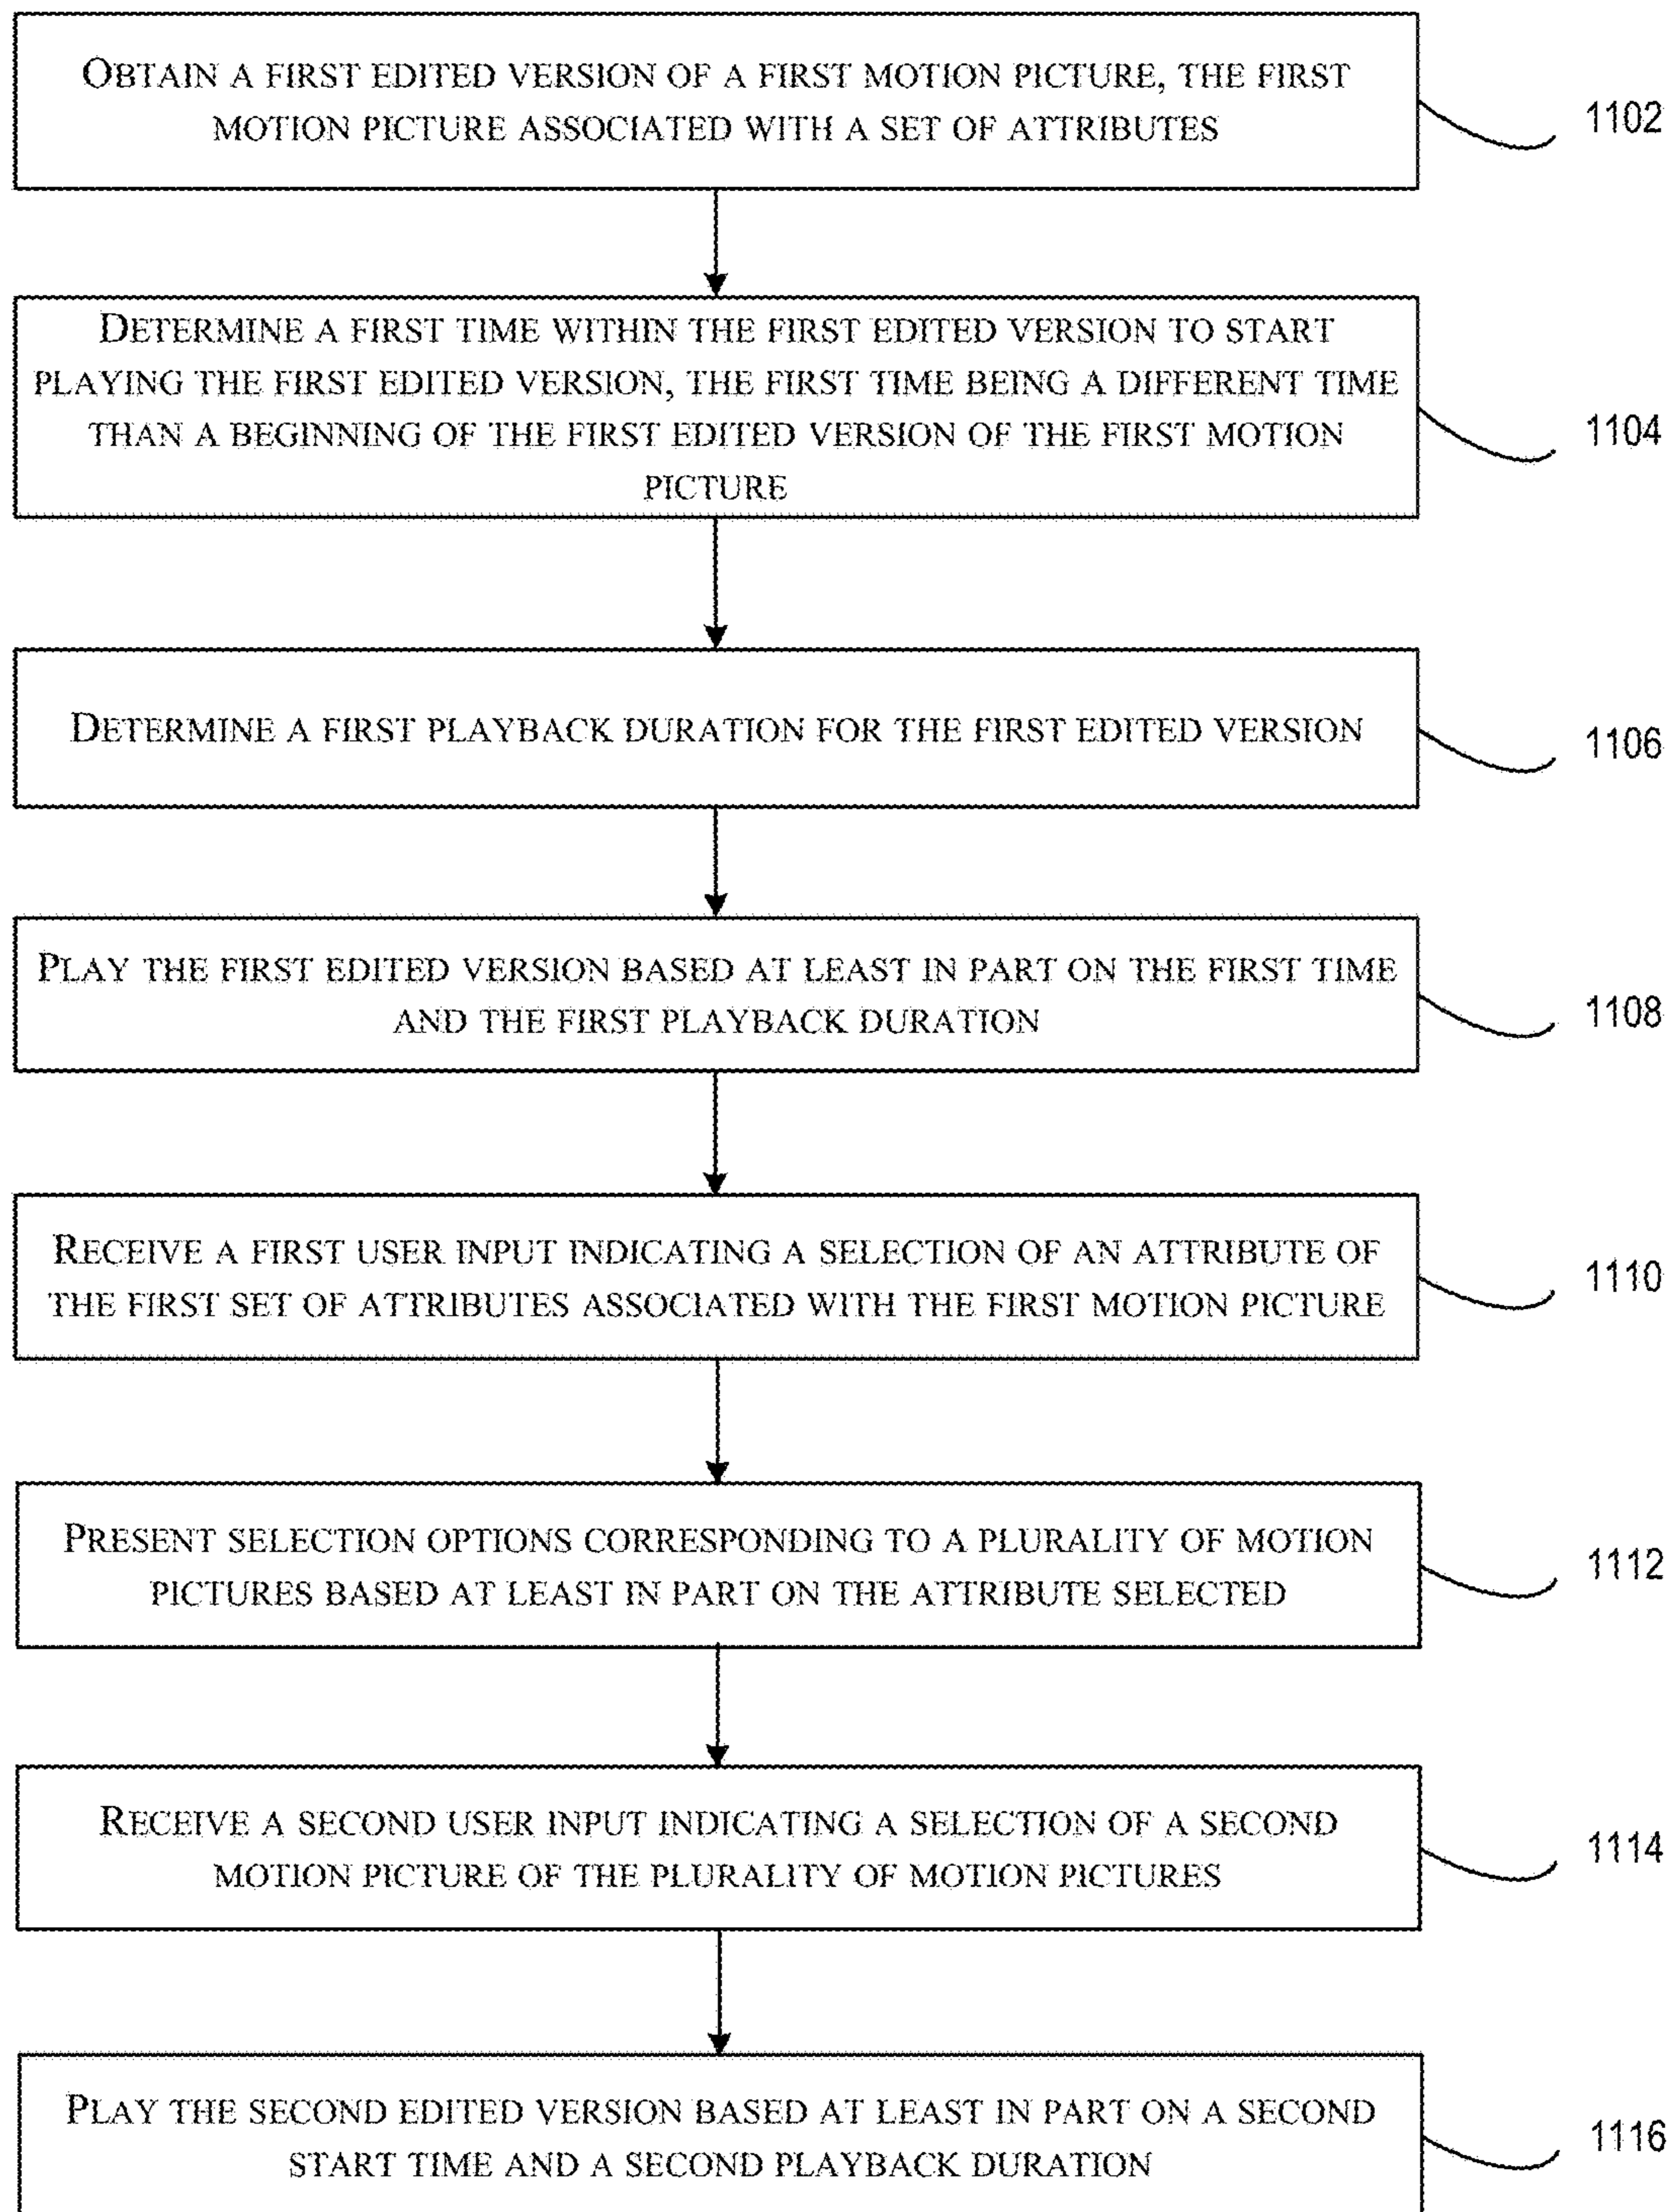 OBTAIN A FIRST EDITED VERSION OF A FIRST MOTION PICTURE, THE FIRST
MOTION PICTURE ASSOCIATED WITH A SET OF ATTRIBUTES
1102
DETERMINE A FIRST TIME WITHIN THE FIRST EDITED VERSION TO START
PLAYING THE FIRST EDITED VERSION, THE FIRST TIME BEING A DIFFERENT TIME
THAN A BEGINNING OF THE FIRST EDITED VERSION OF THE FIRST MOTION
PICTURE
1104
DETERMINE A FIRST PLAYBACK DURATION FOR THE FIRST EDITED VERSION
1106
PLAY THE FIRST EDITED VERSION BASED AT LEAST IN PART ON THE FIRST TIME
AND THE FIRST PLAYBACK DURATION
1108
RECEIVE A FIRST USER INPUT INDICATING A SELECTION OF AN ATTRIBUTE OF
THE FIRST SET OF ATTRIBUTES ASSOCIATED WITH THE FIRST MOTION PICTURE
1110
PRESENT SELECTION OPTIONS CORRESPONDING TO A PLURALITY OF MOTION
PICTURES BASED AT LEAST IN PART ON THE ATTRIBUTE SELECTED
1112
RECEIVE A SECOND USER INPUT INDICATING A SELECTION OF A SECOND
MOTION PICTURE OF THE PLURALITY OF MOTION PICTURES
1114
PLAY THE SECOND EDITED VERSION BASED AT LEAST IN PART ON A SECOND
START TIME AND A SECOND PLAYBACK DURATION
1116